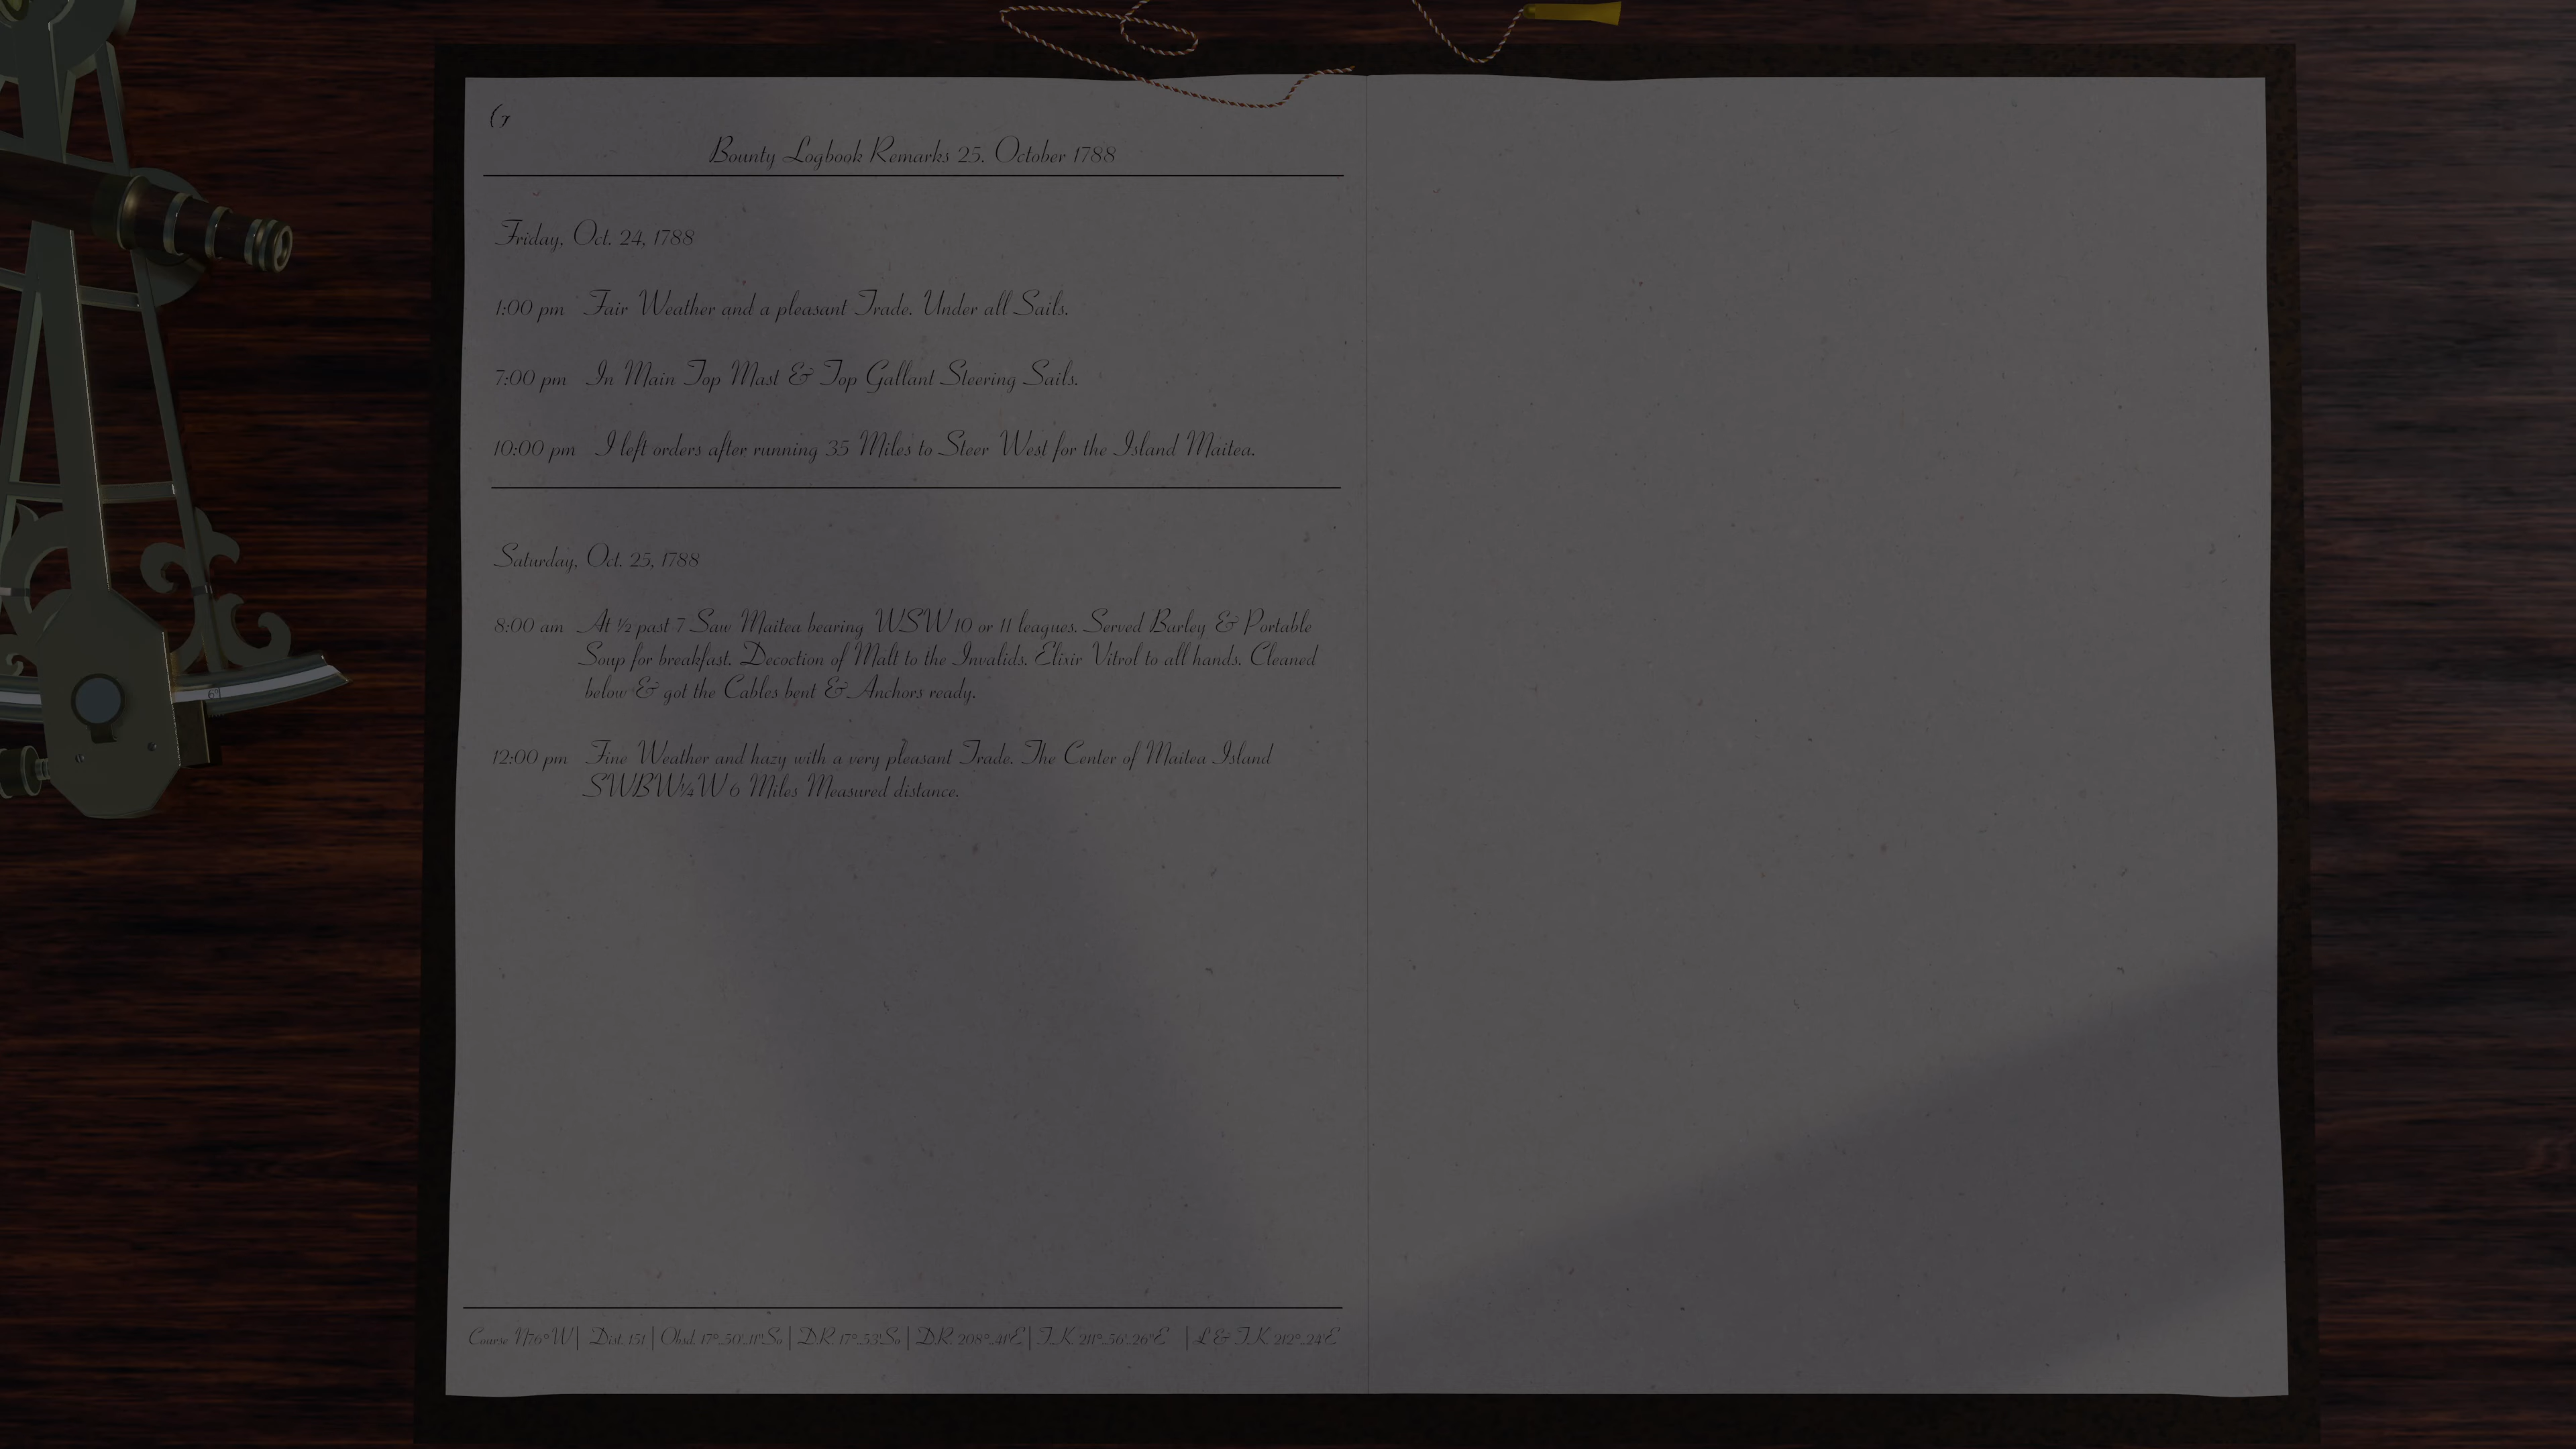 G
Bounty Logbook Remarks 25. October 1788
Friday, Oct. 24, 1788
1:00 pm Fair Weather and a pleasant Trade. Under all Sails.
7:00 pm In Main Top Mast & Top Gallant Steering Sails.
10:00 pm I left orders after running 35 Miles to Steer West for the Island Maitea.
Saturday, Oct. 25, 1788
8:00 am At ½ past 7 Saw Maitea bearing WSW 10 or 11 leagues. Served Barley & Portable
Soup for breakfast. Decoction of Malt to the Invalids. Elixir Vitrol to all hands. Cleaned
below & got the Cables bent & Anchors ready.
12:00 pm Fine Weather and hazy with a very pleasant Trade. The Center of Maitea Island
SWBW¼W 6 Miles Measured distance.
Coarse N76°W | Dist. 151 | Obsd. 17°..50'..11"So | D.R. 17°..53'So | D.R. 208°..41'E | T.K. 211°..56'..26"E | L & T.K. 212°..24'E